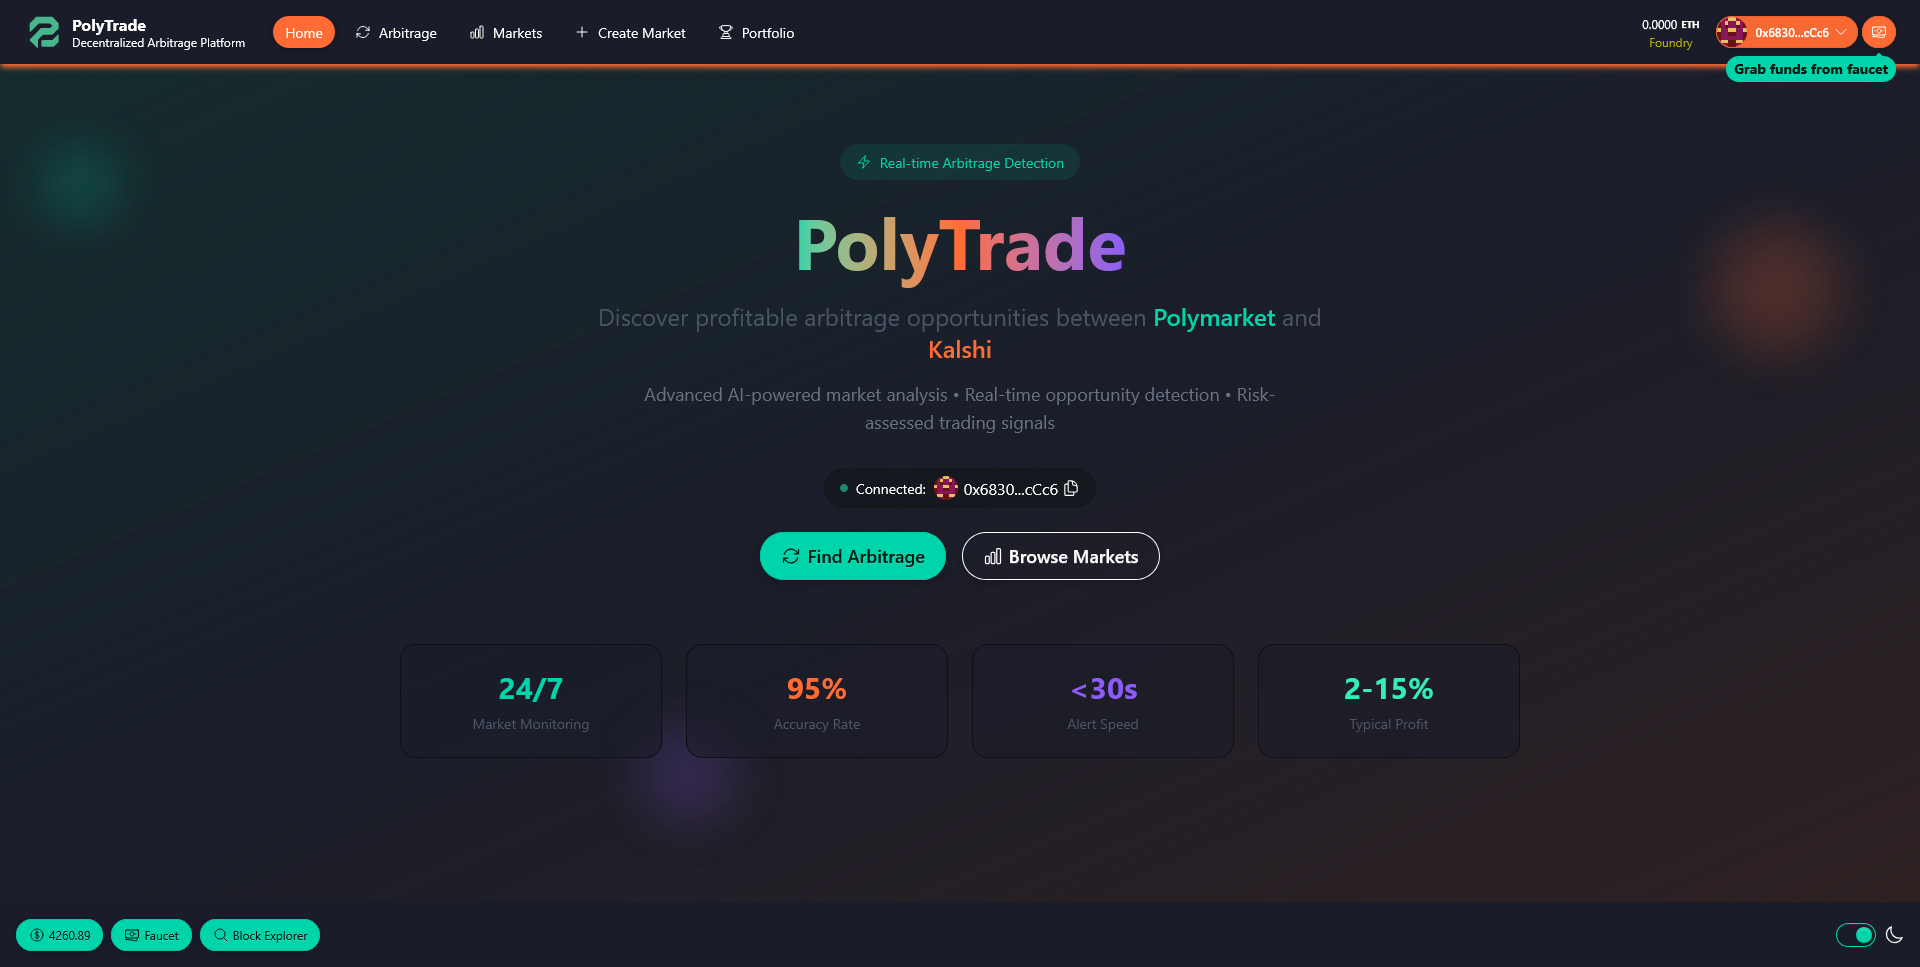 PolyTrade
Decentralized Arbitrage Platform
Home
Arbitrage
Markets
Create Market
Portfolio
0.0000 ETH
Foundry
0x6830...cCc6
Grab funds from faucet
Real-time Arbitrage Detection
PolyTrade
Discover profitable arbitrage opportunities between Polymarket and
Kalshi
Advanced AI-powered market analysis • Real-time opportunity detection • Risk-
assessed trading signals
Connected: 0x6830...cCc6
Find Arbitrage
Browse Markets
24/7
Market Monitoring
95%
Accuracy Rate
<30s
Alert Speed
2-15%
Typical Profit
4260.89
Faucet
Block Explorer